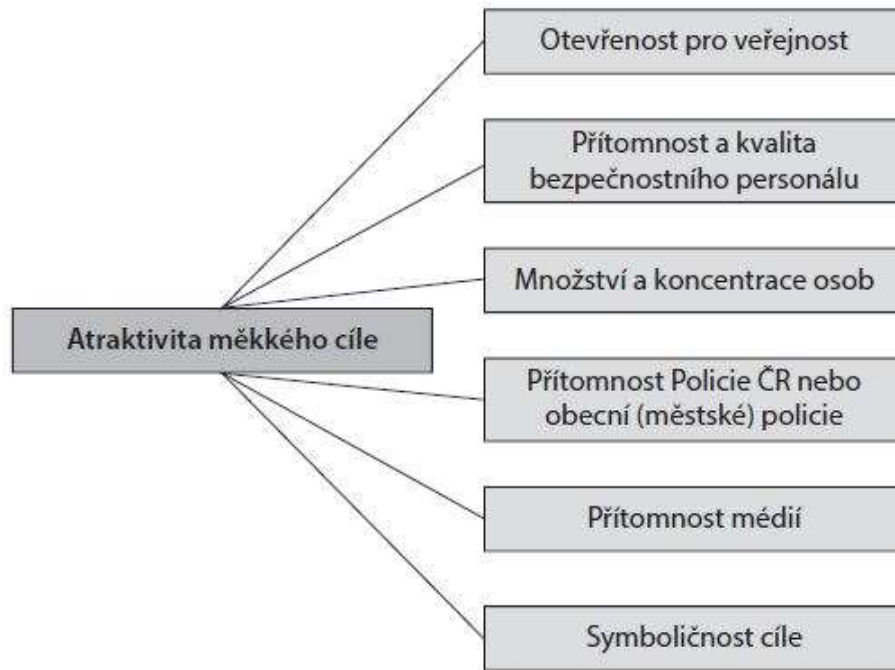 Otevřenost pro veřejnost
Přítomnost a kvalita
bezpečnostního personálu
Množství a koncentrace osob
Atraktivita měkkého cíle
Přítomnost Policie ČR nebo
obecní (městské) policie
Přítomnost médií
Symboličnost cíle